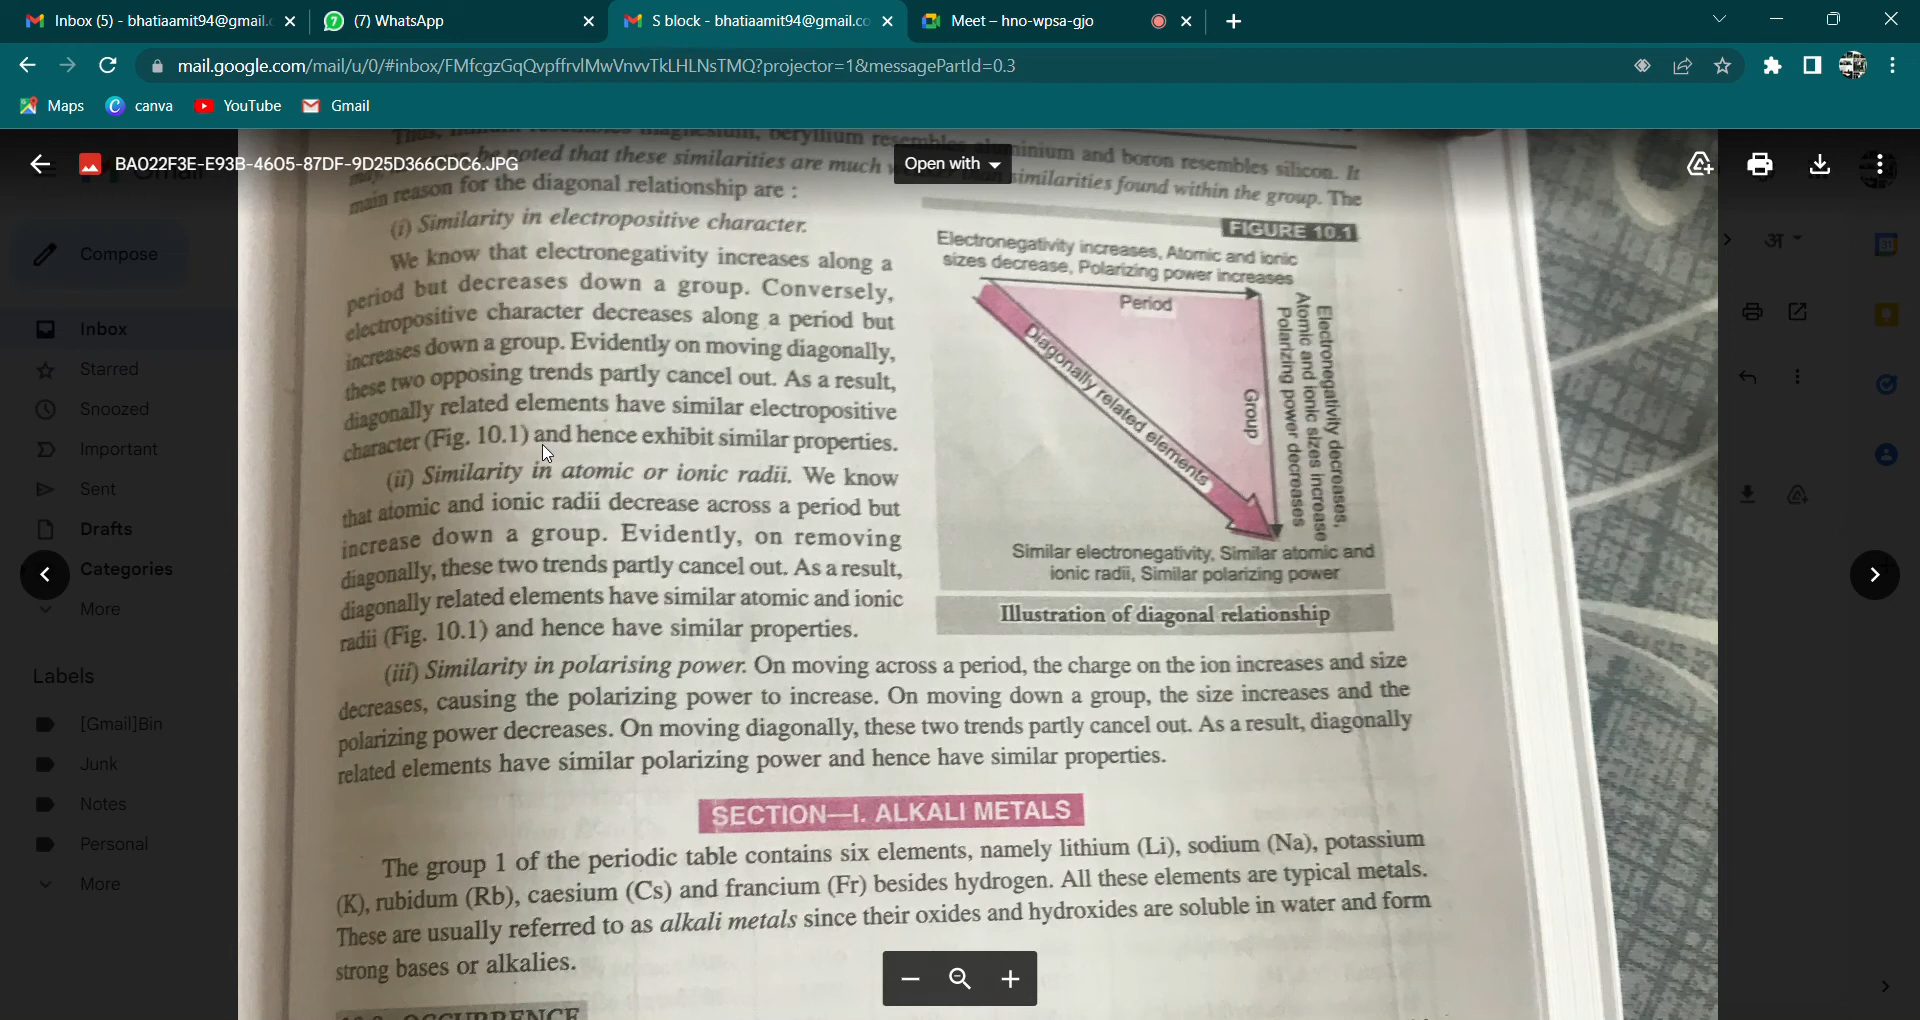 Inbox (5) - bhatiaamit94@gmail.c
(7) WhatsApp
S block - bhatiaamit94@gmail.co
Meet – hno-wpsa-gjo
mail.google.com/mail/u/0/#inbox/FMfcgzGqQvpffrvlMwVnvvTkLHLNsTMQ?projector=1&messagePartId=0.3
Maps
canva
YouTube
Gmail
BA022F3E-E93B-4605-87DF-9D25D366CDC6.JPG
Open with
Compose
Inbox
Starred
Snoozed
Important
Sent
Drafts
Categories
More
Labels
[Gmail]Bin
Junk
Notes
Personal
More
magnesium, beryllium resembles aluminium and boron resembles silicon. It
be noted that these similarities are much similarities found within the group. The
main reason for the diagonal relationship are :
(i) Similarity in electropositive character.
We know that electronegativity increases along a
period but decreases down a group. Conversely,
electropositive character decreases along a period but
increases down a group. Evidently on moving diagonally,
these two opposing trends partly cancel out. As a result,
diagonally related elements have similar electropositive
character (Fig. 10.1) and hence exhibit similar properties.
(ii) Similarity in atomic or ionic radii. We know
that atomic and ionic radii decrease across a period but
increase down a group. Evidently, on removing
diagonally, these two trends partly cancel out. As a result,
diagonally related elements have similar atomic and ionic
radii (Fig. 10.1) and hence have similar properties.
FIGURE 10.1
Electronegativity increases, Atomic and ionic
sizes decrease, Polarizing power increases
Period
Diagonally related elements
Group
Electronegativity decreases,
Atomic and ionic sizes increase
Polarizing power decreases
Similar electronegativity, Similar atomic and
ionic radii, Similar polarizing power
Illustration of diagonal relationship
(iii) Similarity in polarising power. On moving across a period, the charge on the ion increases and size
decreases, causing the polarizing power to increase. On moving down a group, the size increases and the
polarizing power decreases. On moving diagonally, these two trends partly cancel out. As a result, diagonally
related elements have similar polarizing power and hence have similar properties.
SECTION—I. ALKALI METALS
The group 1 of the periodic table contains six elements, namely lithium (Li), sodium (Na), potassium
(K), rubidum (Rb), caesium (Cs) and francium (Fr) besides hydrogen. All these elements are typical metals.
These are usually referred to as alkali metals since their oxides and hydroxides are soluble in water and form
strong bases or alkalies.
OCCURRENCE